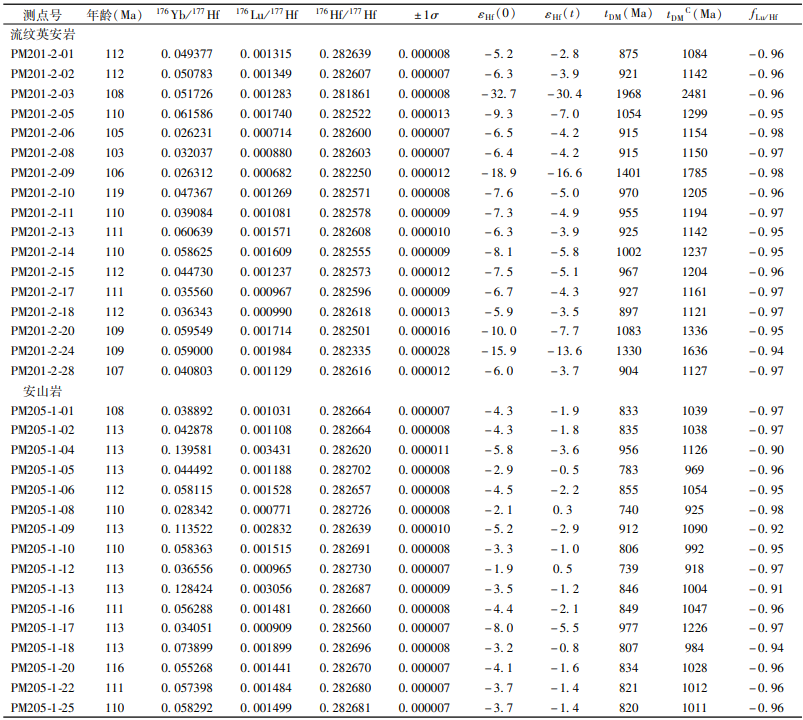 测点号 年龄(Ma) ¹⁷⁶Yb/¹⁷⁷Hf ¹⁷⁶Lu/¹⁷⁷Hf ¹⁷⁶Hf/¹⁷⁷Hf ±1σ εHf(0) εHf(t) tDM(Ma) tDMᶜ(Ma) fLu/Hf
流纹英安岩
PM201-2-01 112 0.049377 0.001315 0.282639 0.000008 −5.2 −2.8 875 1084 −0.96
PM201-2-02 112 0.050783 0.001349 0.282607 0.000007 −6.3 −3.9 921 1142 −0.96
PM201-2-03 108 0.051726 0.001283 0.281861 0.000008 −32.7 −30.4 1968 2481 −0.96
PM201-2-05 110 0.061586 0.001740 0.282522 0.000013 −9.3 −7.0 1054 1299 −0.95
PM201-2-06 105 0.026231 0.000714 0.282600 0.000007 −6.5 −4.2 915 1154 −0.98
PM201-2-08 103 0.032037 0.000880 0.282603 0.000007 −6.4 −4.2 915 1150 −0.97
PM201-2-09 106 0.026312 0.000682 0.282250 0.000012 −18.9 −16.6 1401 1785 −0.98
PM201-2-10 119 0.047367 0.001269 0.282571 0.000008 −7.6 −5.0 970 1205 −0.96
PM201-2-11 110 0.039084 0.001081 0.282578 0.000009 −7.3 −4.9 955 1194 −0.97
PM201-2-13 111 0.060639 0.001571 0.282608 0.000010 −6.3 −3.9 925 1142 −0.95
PM201-2-14 110 0.058625 0.001609 0.282555 0.000009 −8.1 −5.8 1002 1237 −0.95
PM201-2-15 112 0.044730 0.001237 0.282573 0.000012 −7.5 −5.1 967 1204 −0.96
PM201-2-17 111 0.035560 0.000967 0.282596 0.000009 −6.7 −4.3 927 1161 −0.97
PM201-2-18 112 0.036343 0.000990 0.282618 0.000013 −5.9 −3.5 897 1121 −0.97
PM201-2-20 109 0.059549 0.001714 0.282501 0.000016 −10.0 −7.7 1083 1336 −0.95
PM201-2-24 109 0.059000 0.001984 0.282335 0.000028 −15.9 −13.6 1330 1636 −0.94
PM201-2-28 107 0.040803 0.001129 0.282616 0.000012 −6.0 −3.7 904 1127 −0.97
安山岩
PM205-1-01 108 0.038892 0.001031 0.282664 0.000007 −4.3 −1.9 833 1039 −0.97
PM205-1-02 113 0.042878 0.001108 0.282664 0.000008 −4.3 −1.8 835 1038 −0.97
PM205-1-04 113 0.139581 0.003431 0.282620 0.000011 −5.8 −3.6 956 1126 −0.90
PM205-1-05 113 0.044492 0.001188 0.282702 0.000008 −2.9 −0.5 783 969 −0.96
PM205-1-06 112 0.058115 0.001528 0.282657 0.000008 −4.5 −2.2 855 1054 −0.95
PM205-1-08 110 0.028342 0.000771 0.282726 0.000008 −2.1 0.3 740 925 −0.98
PM205-1-09 113 0.113522 0.002832 0.282639 0.000010 −5.2 −2.9 912 1090 −0.92
PM205-1-10 110 0.058363 0.001515 0.282691 0.000008 −3.3 −1.0 806 992 −0.95
PM205-1-12 113 0.036556 0.000965 0.282730 0.000007 −1.9 0.5 739 918 −0.97
PM205-1-13 113 0.128424 0.003056 0.282687 0.000009 −3.5 −1.2 846 1004 −0.91
PM205-1-16 111 0.056288 0.001481 0.282660 0.000008 −4.4 −2.1 849 1047 −0.96
PM205-1-17 113 0.034051 0.000909 0.282560 0.000007 −8.0 −5.5 977 1226 −0.97
PM205-1-18 113 0.073899 0.001899 0.282696 0.000008 −3.2 −0.8 807 984 −0.94
PM205-1-20 116 0.055268 0.001441 0.282670 0.000007 −4.1 −1.6 834 1028 −0.96
PM205-1-22 111 0.057398 0.001484 0.282680 0.000007 −3.7 −1.4 821 1012 −0.96
PM205-1-25 110 0.058292 0.001499 0.282681 0.000007 −3.7 −1.4 820 1011 −0.96